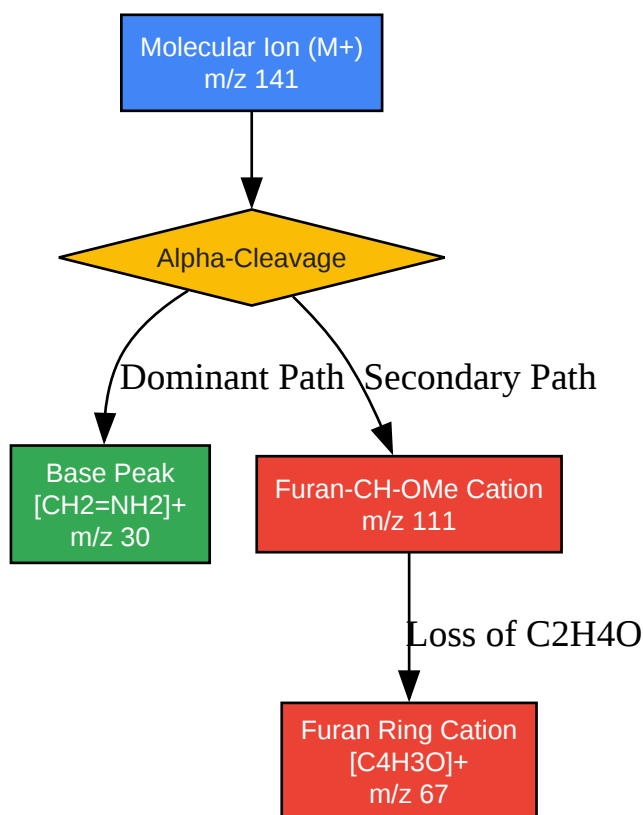 Molecular Ion (M+)
m/z 141
Alpha-Cleavage
Dominant Path
Secondary Path
Base Peak
[CH2=NH2]+
m/z 30
Furan-CH-OMe Cation
m/z 111
Loss of C2H4O
Furan Ring Cation
[C4H3O]+
m/z 67